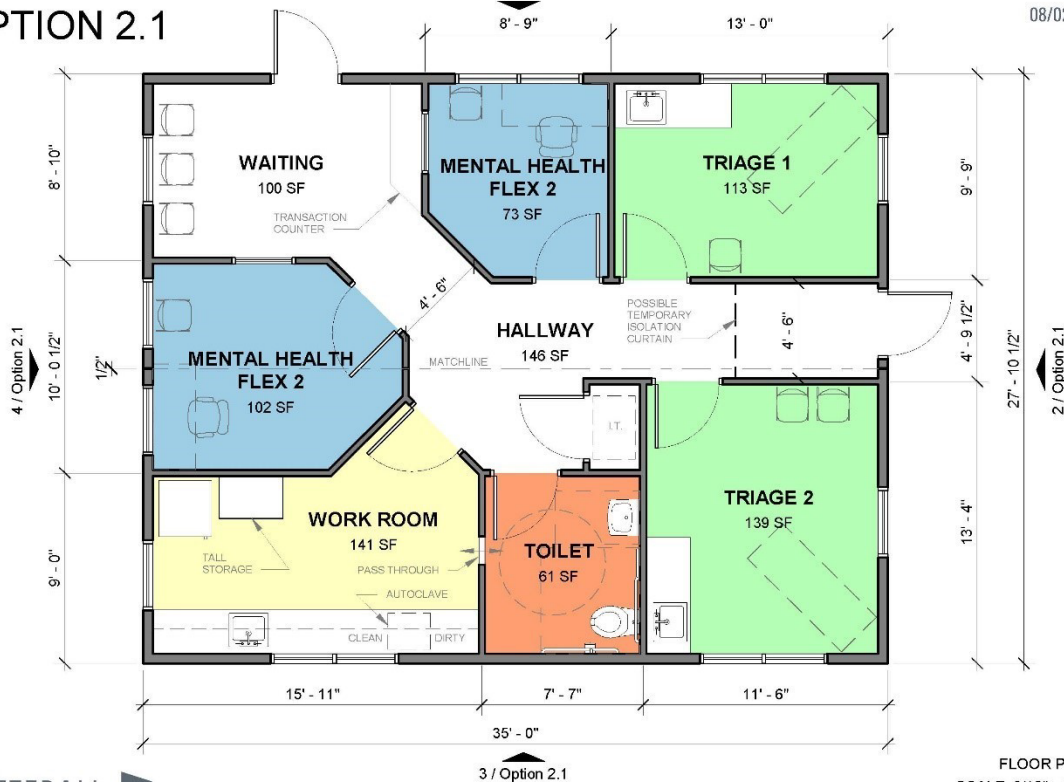 PTION 2.1
08/02
8' - 9"
13' - 0"
8' - 10"
WAITING
100 SF
TRANSACTION
COUNTER
MENTAL HEALTH
FLEX 2
73 SF
TRIAGE 1
113 SF
9' - 9"
4' - 6"
HALLWAY
146 SF
MATCHLINE
POSSIBLE
TEMPORARY
ISOLATION
CURTAIN
4' - 6"
4' - 9 1/2"
4 / Option 2.1
10' - 0 1/2"
1/2"
MENTAL HEALTH
FLEX 2
102 SF
I.T.
27' - 10 1/2"
2 / Option 2.1
WORK ROOM
141 SF
TALL
STORAGE
PASS THROUGH
AUTOCLAVE
CLEAN
DIRTY
9' - 0"
TOILET
61 SF
TRIAGE 2
139 SF
13' - 4"
15' - 11"
7' - 7"
11' - 6"
35' - 0"
3 / Option 2.1
FLOOR P